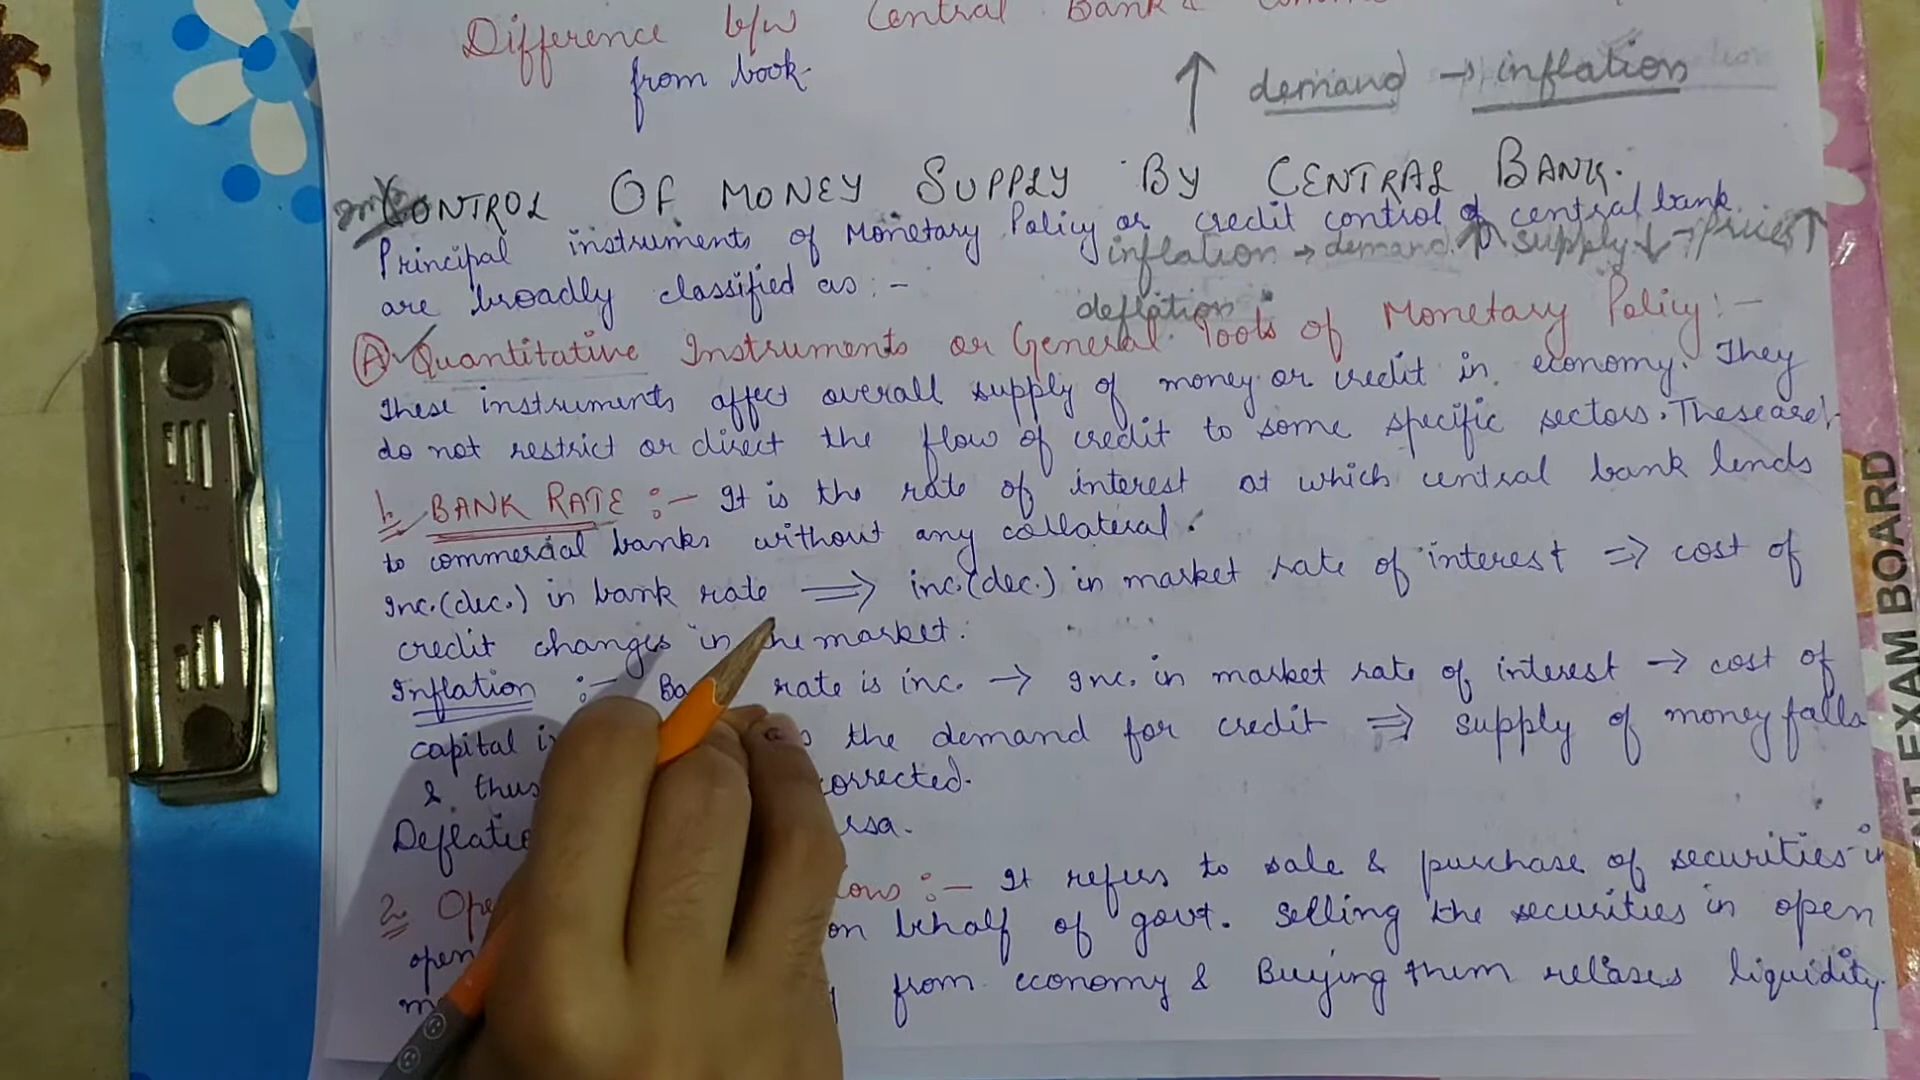 Difference b/w Central Bank &
from book.
↑ demand → inflation
CONTROL OF MONEY SUPPLY BY CENTRAL BANK.
Principal instruments of Monetary Policy or credit control of central bank
inflation → demand ↑ supply ↓ → prices ↑
are broadly classified as :-
deflation
(A) Quantitative Instruments or General Tools of Monetary Policy :-
These instruments affect overall supply of money or credit in economy. They
do not restrict or direct the flow of credit to some specific sectors. These are
1. BANK RATE :- It is the rate of interest at which central bank lends
to commercial banks without any collateral.
Inc.(dec.) in bank rate ⟹ inc.(dec.) in market rate of interest ⟹ cost of
credit changes in the market.
Inflation :- rate is inc. → Inc. in market rate of interest → cost of
capital the demand for credit ⟹ supply of money falls
& thus corrected.
2. :- It refers to sale & purchase of securities in
open on behalf of govt. Selling the securities in open
from economy & Buying them relases liquidity.
NT EXAM BOARD